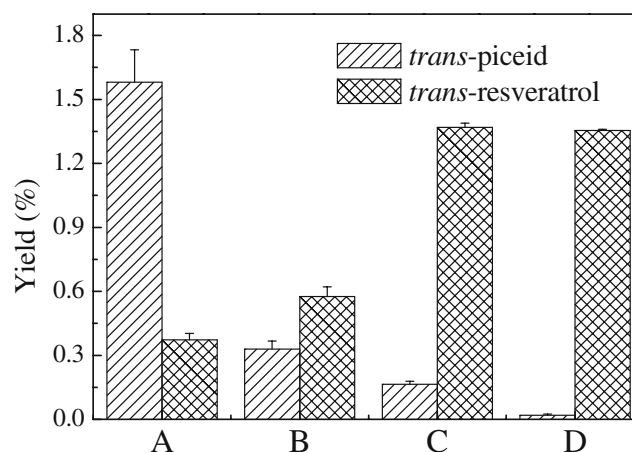 1.8
trans-piceid
trans-resveratrol
1.5
1.2
0.9
0.6
0.3
0.0
Yield (%)
A B C D